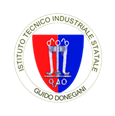 ISTITUTO TECNICO INDUSTRIALE STATALE
GUIDO DONEGANI